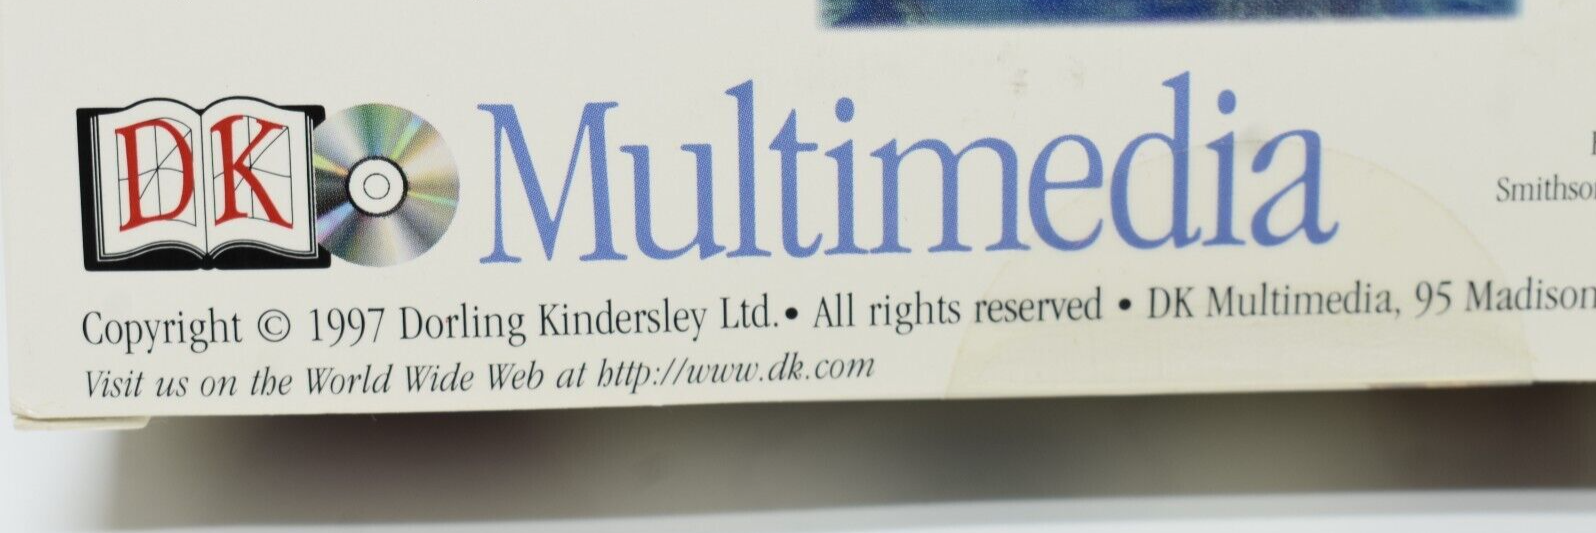 DK Multimedia
Copyright © 1997 Dorling Kindersley Ltd.• All rights reserved • DK Multimedia, 95 Madison
Visit us on the World Wide Web at http://www.dk.com